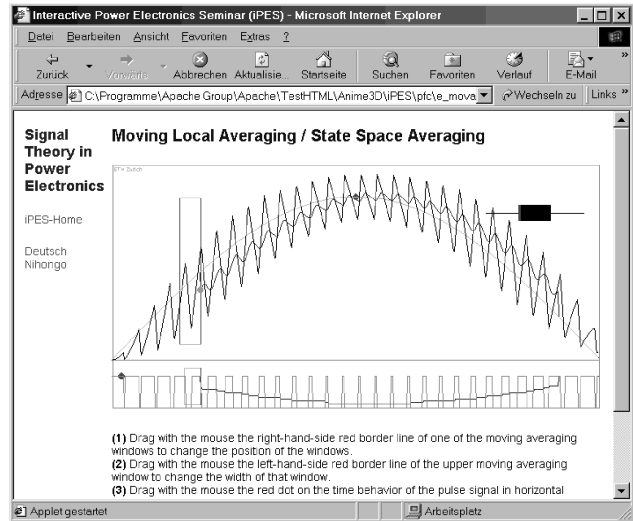 Interactive Power Electronics Seminar (iPES) - Microsoft Internet Explorer
Datei Bearbeiten Ansicht Favoriten Extras ?
Zurück Vorwärts Abbrechen Aktualisie... Startseite Suchen Favoriten Verlauf E-Mail »
Adresse C:\Programme\Apache Group\Apache\TestHTML\Anime3D\iPES\pfc\e_mova Wechseln zu Links »
Signal
Theory in
Power
Electronics
iPES-Home
Deutsch
Nihongo
Moving Local Averaging / State Space Averaging
ETH Zurich
(1) Drag with the mouse the right-hand-side red border line of one of the moving averaging
windows to change the position of the windows.
(2) Drag with the mouse the left-hand-side red border line of the upper moving averaging
window to change the width of that window.
(3) Drag with the mouse the red dot on the time behavior of the pulse signal in horizontal
Applet gestartet
Arbeitsplatz